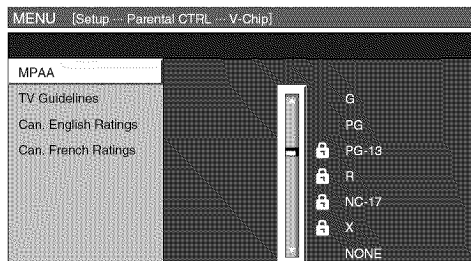 MENU [Setup ··· Parental CTRL ··· V-Chip]
MPAA
TV Guidelines
Can. English Ratings
Can. French Ratings
G
PG
PG-13
R
NC-17
X
NONE